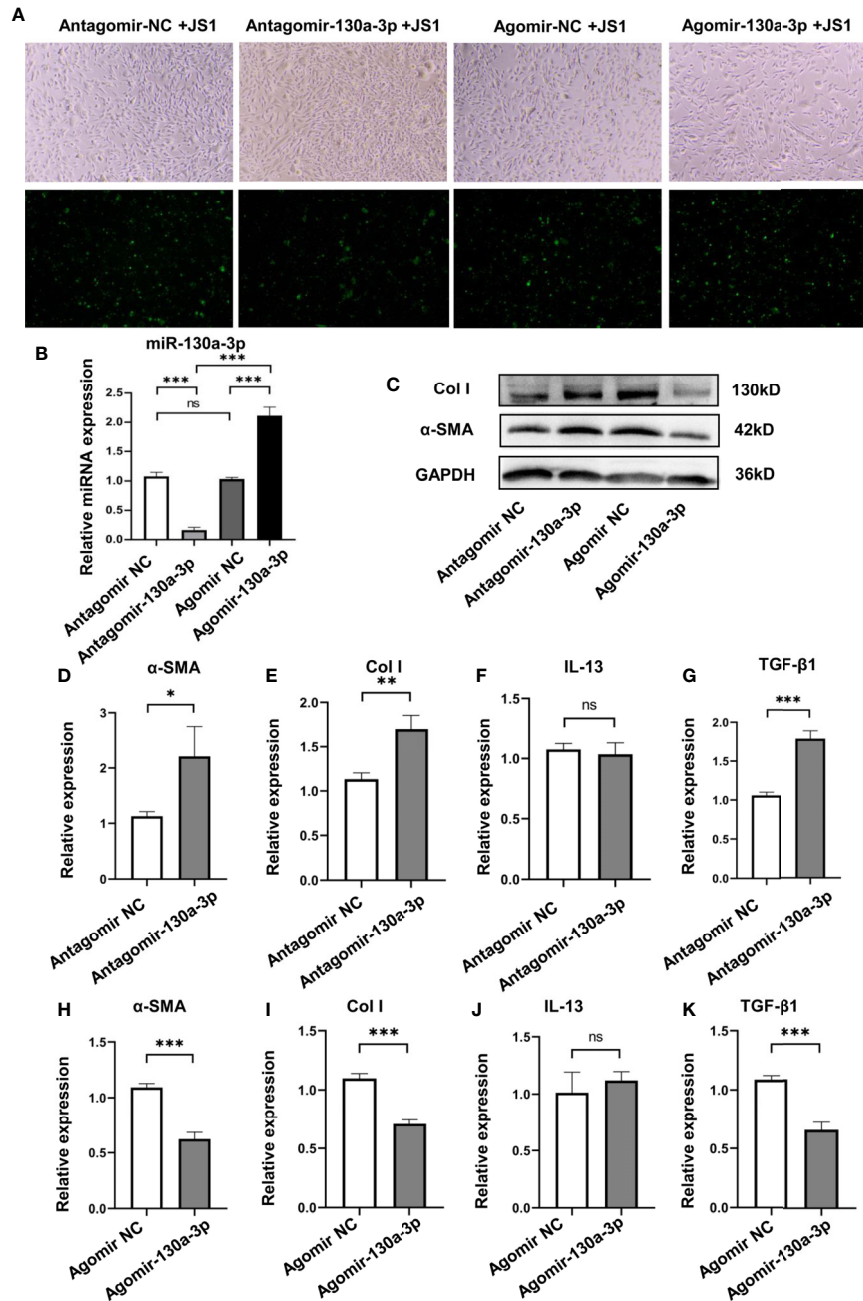 A
Antagomir-NC +JS1
Antagomir-130a-3p +JS1
Agomir-NC +JS1
Agomir-130a-3p +JS1
B
miR-130a-3p
Relative miRNA expression
2.5
2.0
1.5
1.0
0.5
0.0
***
***
***
ns
Antagomir NC
Antagomir-130a-3p
Agomir NC
Agomir-130a-3p
C
Col I
130kD
α-SMA
42kD
GAPDH
36kD
Antagomir NC
Antagomir-130a-3p
Agomir NC
Agomir-130a-3p
D
α-SMA
Relative expression
3
2
1
0
*
Antagomir NC
Antagomir-130a-3p
E
Col I
Relative expression
2.0
1.5
1.0
0.5
0.0
**
Antagomir NC
Antagomir-130a-3p
F
IL-13
Relative expression
1.5
1.0
0.5
0.0
ns
Antagomir NC
Antagomir-130a-3p
G
TGF-β1
Relative expression
2.0
1.5
1.0
0.5
0.0
***
Antagomir NC
Antagomir-130a-3p
H
α-SMA
Relative expression
1.5
1.0
0.5
0.0
***
Agomir NC
Agomir-130a-3p
I
Col I
Relative expression
1.5
1.0
0.5
0.0
***
Agomir NC
Agomir-130a-3p
J
IL-13
Relative expression
1.5
1.0
0.5
0.0
ns
Agomir NC
Agomir-130a-3p
K
TGF-β1
Relative expression
1.5
1.0
0.5
0.0
***
Agomir NC
Agomir-130a-3p